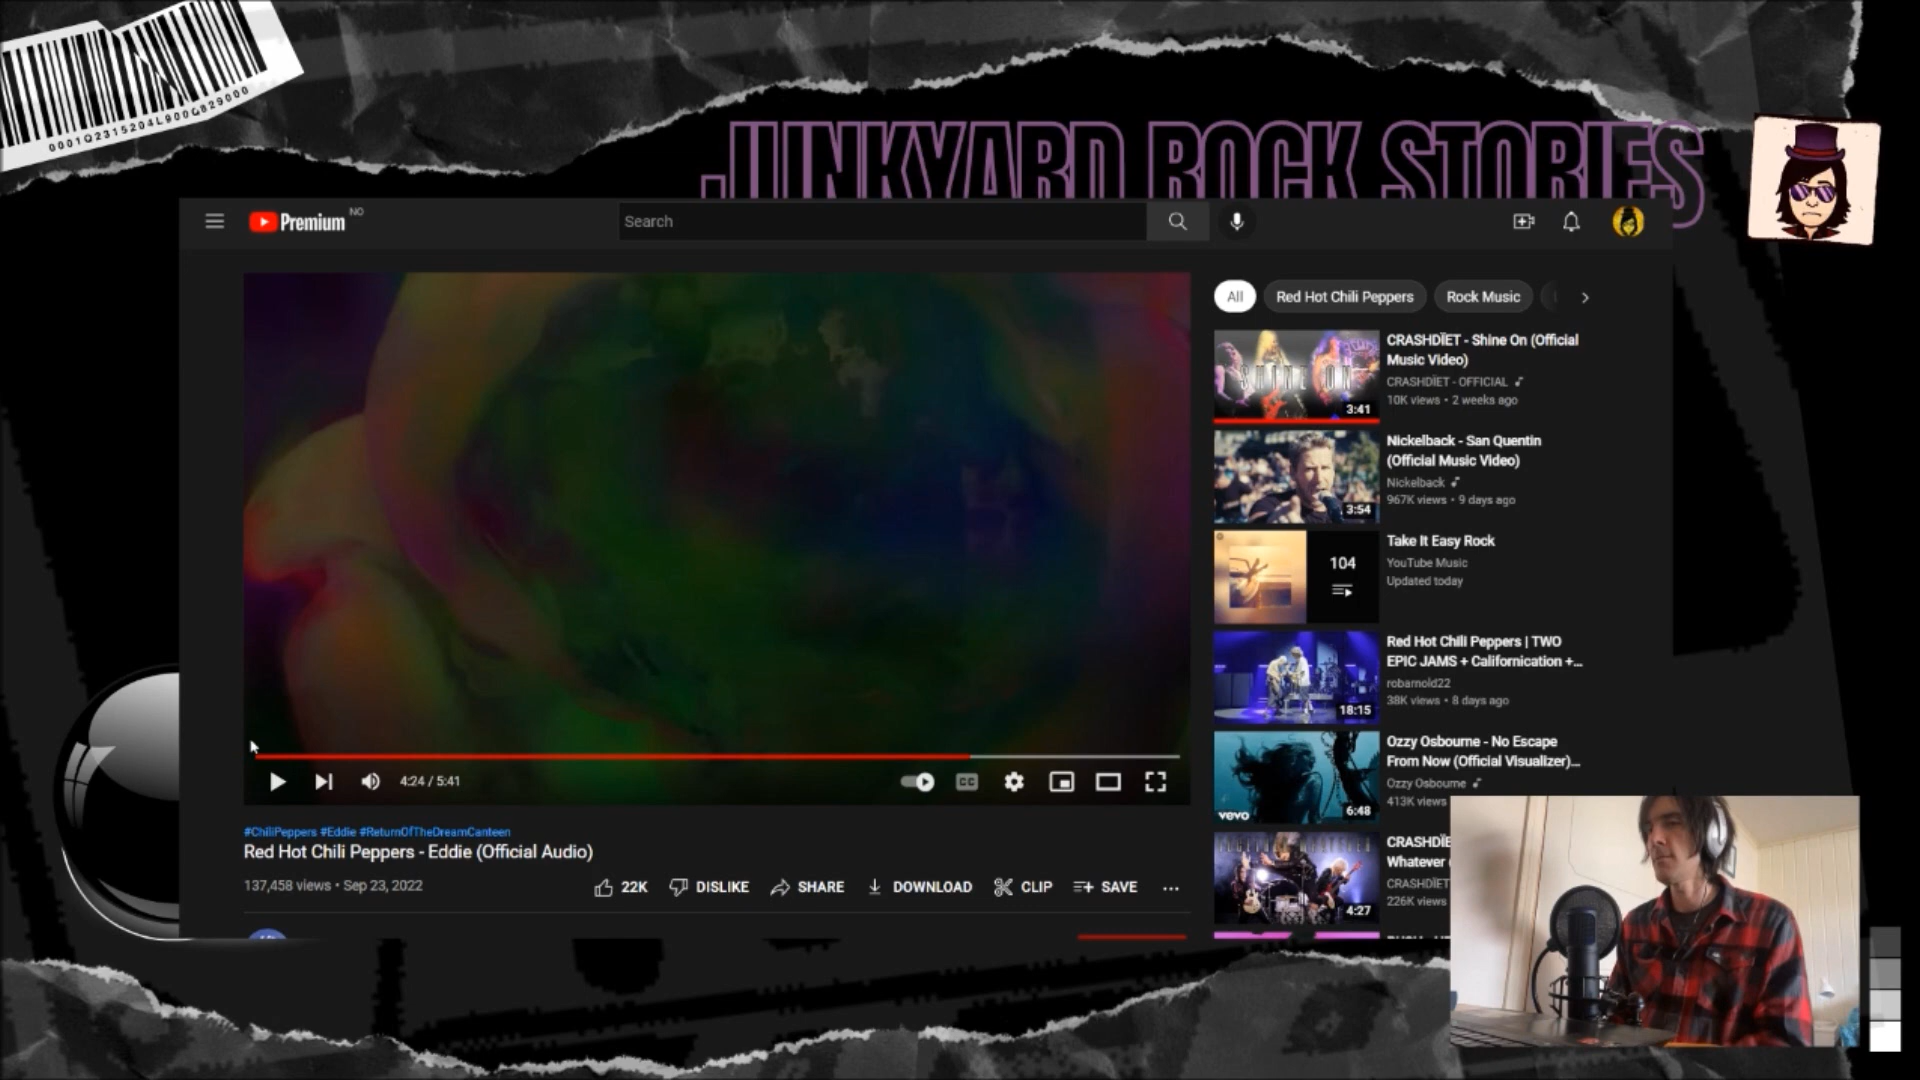 0001Q2315204L900G829000
JUNKYARD ROCK STORIES
Premium NO
Search
All
Red Hot Chili Peppers
Rock Music
SHINE ON
3:41
CRASHDÏET - Shine On (Official
Music Video)
CRASHDÏET - OFFICIAL
10K views • 2 weeks ago
3:54
Nickelback - San Quentin
(Official Music Video)
Nickelback
967K views • 9 days ago
104
Take It Easy Rock
YouTube Music
Updated today
18:15
Red Hot Chili Peppers | TWO
EPIC JAMS + Californication +...
robarnold22
38K views • 8 days ago
vevo
6:48
Ozzy Osbourne - No Escape
From Now (Official Visualizer)...
Ozzy Osbourne
413K views
4:27
CRASHDÏE
Whatever
CRASHDÏET
226K views
4:24 / 5:41
CC
#ChiliPeppers #Eddie #ReturnOfTheDreamCanteen
Red Hot Chili Peppers - Eddie (Official Audio)
137,458 views • Sep 23, 2022
22K
DISLIKE
SHARE
DOWNLOAD
CLIP
SAVE